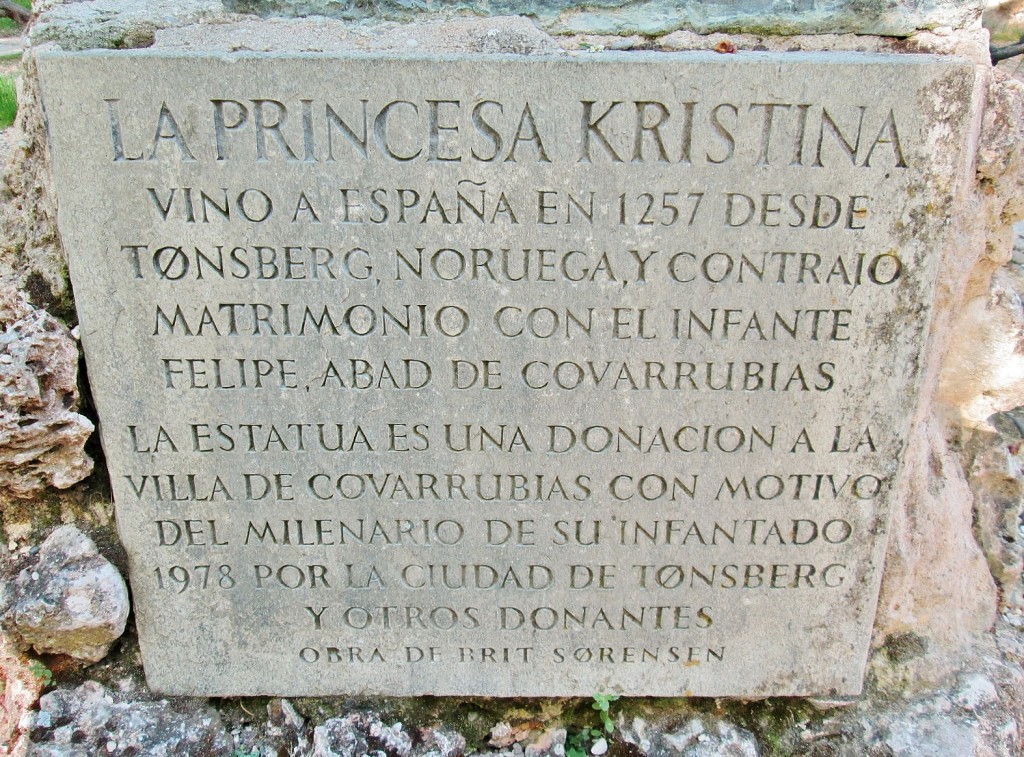 LA PRINCESA KRISTINA
VINO A ESPAÑA EN 1257 DESDE
TØNSBERG, NORUEGA, Y CONTRAJO
MATRIMONIO CON EL INFANTE
FELIPE, ABAD DE COVARRUBIAS
LA ESTATUA ES UNA DONACION A LA
VILLA DE COVARRUBIAS CON MOTIVO
DEL MILENARIO DE SU INFANTADO
1978 POR LA CIUDAD DE TØNSBERG
Y OTROS DONANTES
OBRA DE BRIT SØRENSEN